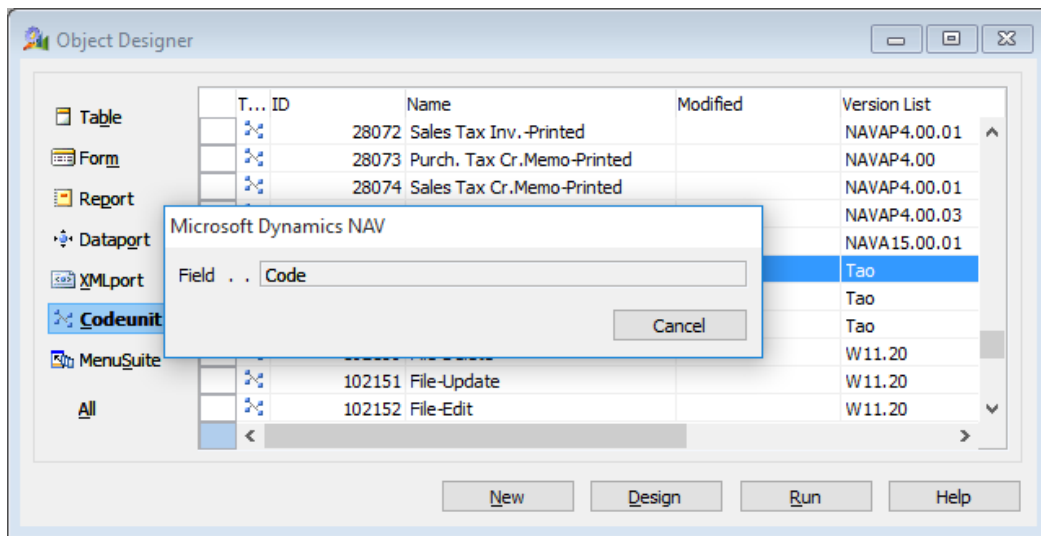 Object Designer
Table
Form
Report
Dataport
XMLport
Codeunit
MenuSuite
All
T... ID Name Modified Version List
28072 Sales Tax Inv.-Printed NAVAP4.00.01
28073 Purch. Tax Cr.Memo-Printed NAVAP4.00
28074 Sales Tax Cr.Memo-Printed NAVAP4.00.01
NAVAP4.00.03
NAVA15.00.01
Tao
Tao
Tao
W11.20
102151 File-Update W11.20
102152 File-Edit W11.20
Microsoft Dynamics NAV
Field . . Code
Cancel
New Design Run Help